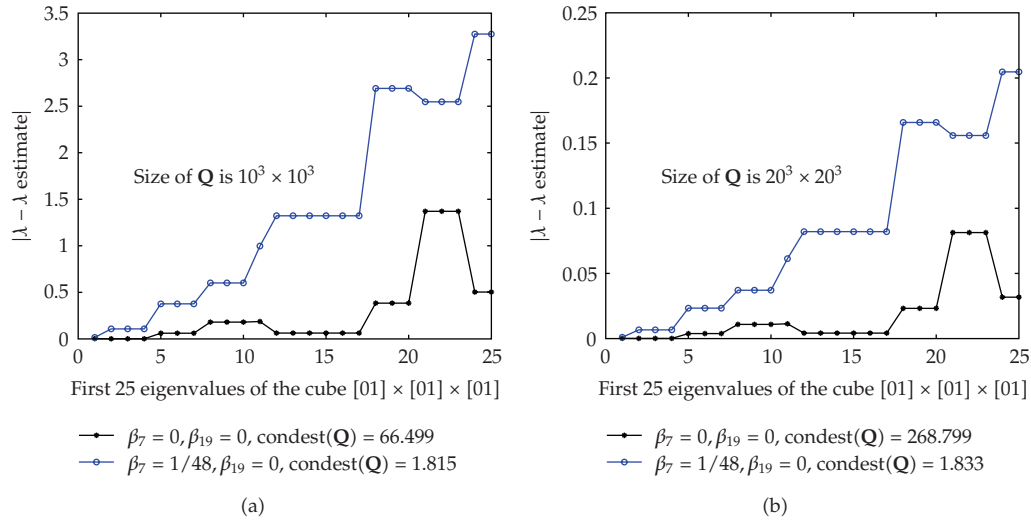 3.5
3
2.5
2
1.5
1
0.5
0
|λ − λ estimate|
Size of Q is 10³ × 10³
0 5 10 15 20 25
First 25 eigenvalues of the cube [01] × [01] × [01]
β₇ = 0, β₁₉ = 0, condest(Q) = 66.499
β₇ = 1/48, β₁₉ = 0, condest(Q) = 1.815
(a)
0.25
0.2
0.15
0.1
0.05
0
|λ − λ estimate|
Size of Q is 20³ × 20³
0 5 10 15 20 25
First 25 eigenvalues of the cube [01] × [01] × [01]
β₇ = 0, β₁₉ = 0, condest(Q) = 268.799
β₇ = 1/48, β₁₉ = 0, condest(Q) = 1.833
(b)